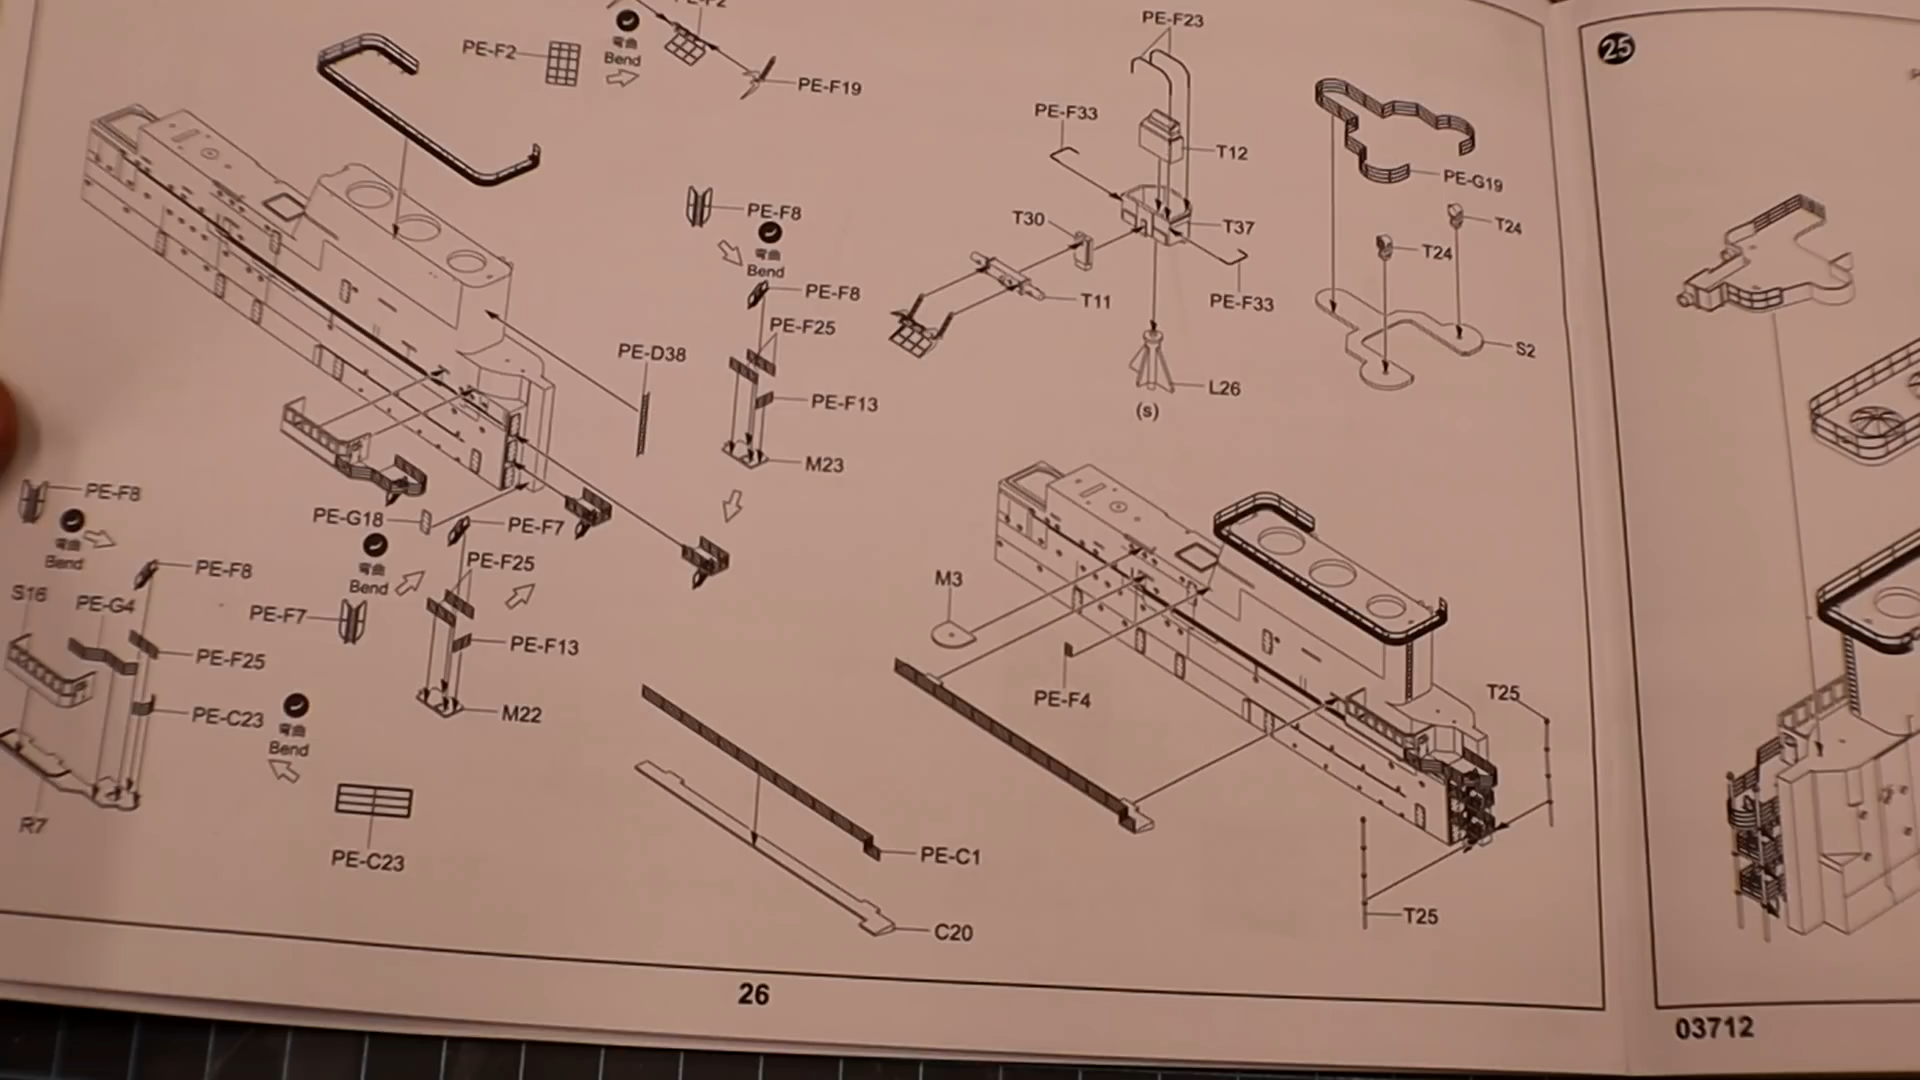 PE-F2
弯曲
Bend
PE-F19
PE-F23
PE-F33
T12
PE-G19
T24
T24
PE-F8
弯曲
Bend
T30
T37
PE-F8
T11
PE-F33
PE-F25
PE-D38
S2
L26
(s)
PE-F13
M23
PE-F8
弯曲
Bend
PE-G18
PE-F7
弯曲
Bend
PE-F25
PE-F8
S16
PE-G4
PE-F7
PE-F13
PE-F25
M3
PE-F4
T25
M22
PE-C23
弯曲
Bend
R7
PE-C23
PE-C1
T25
C20
26
25
03712